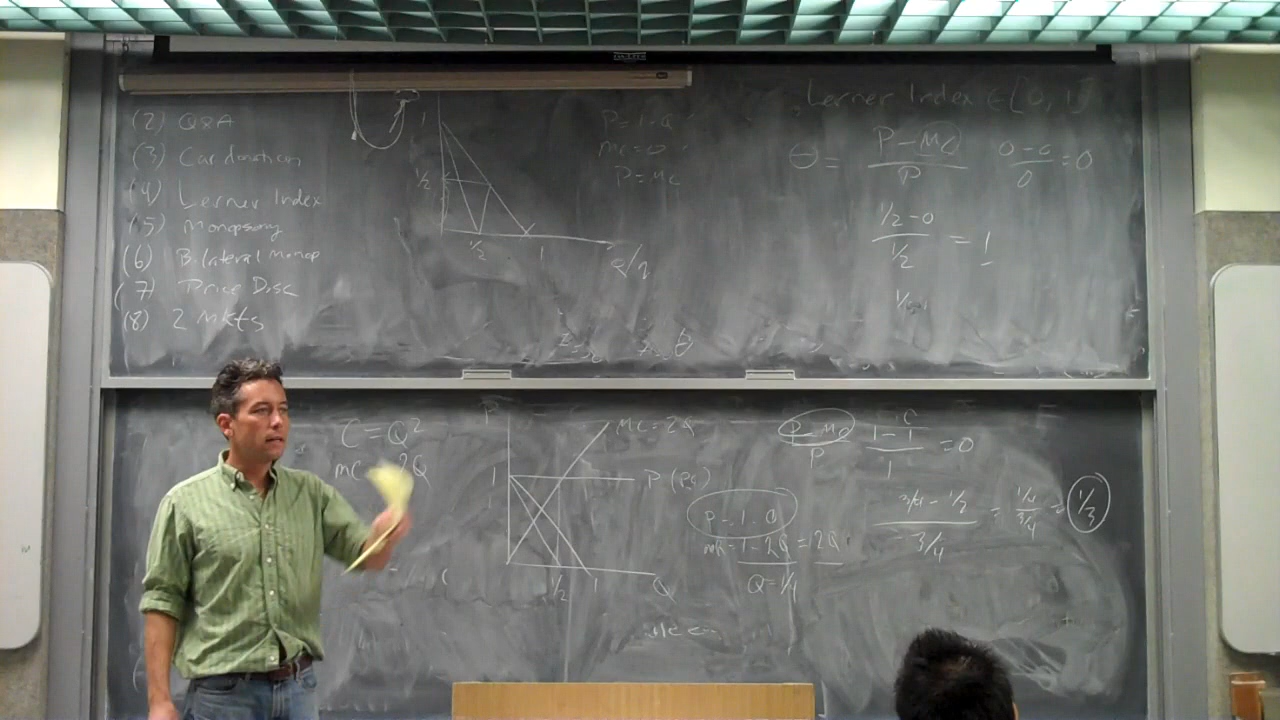 (2) Q&A
(3) Coordination
(4) Lerner Index
(5) Monopsony
(6) Bilateral Monop
(7) Price Disc
(8) 2 Mkts
1
1/2
1/2
1
P=1-Q
MC=0
P=MC
Lerner Index ∈ [0, 1]
θ = (P-MC)/P
(0-0)/0 = 0
(1/2-0)/(1/2) = 1
C=Q²
MC 2Q
P
1
MC=2Q
1/2
1
Q
P-MC/P
(1-1)/1 = 0
P=1-Q
MR=1-2Q=2Q
Q=1/4
(3/4-1/2)/(3/4) = (1/4)/(3/4) = 1/3